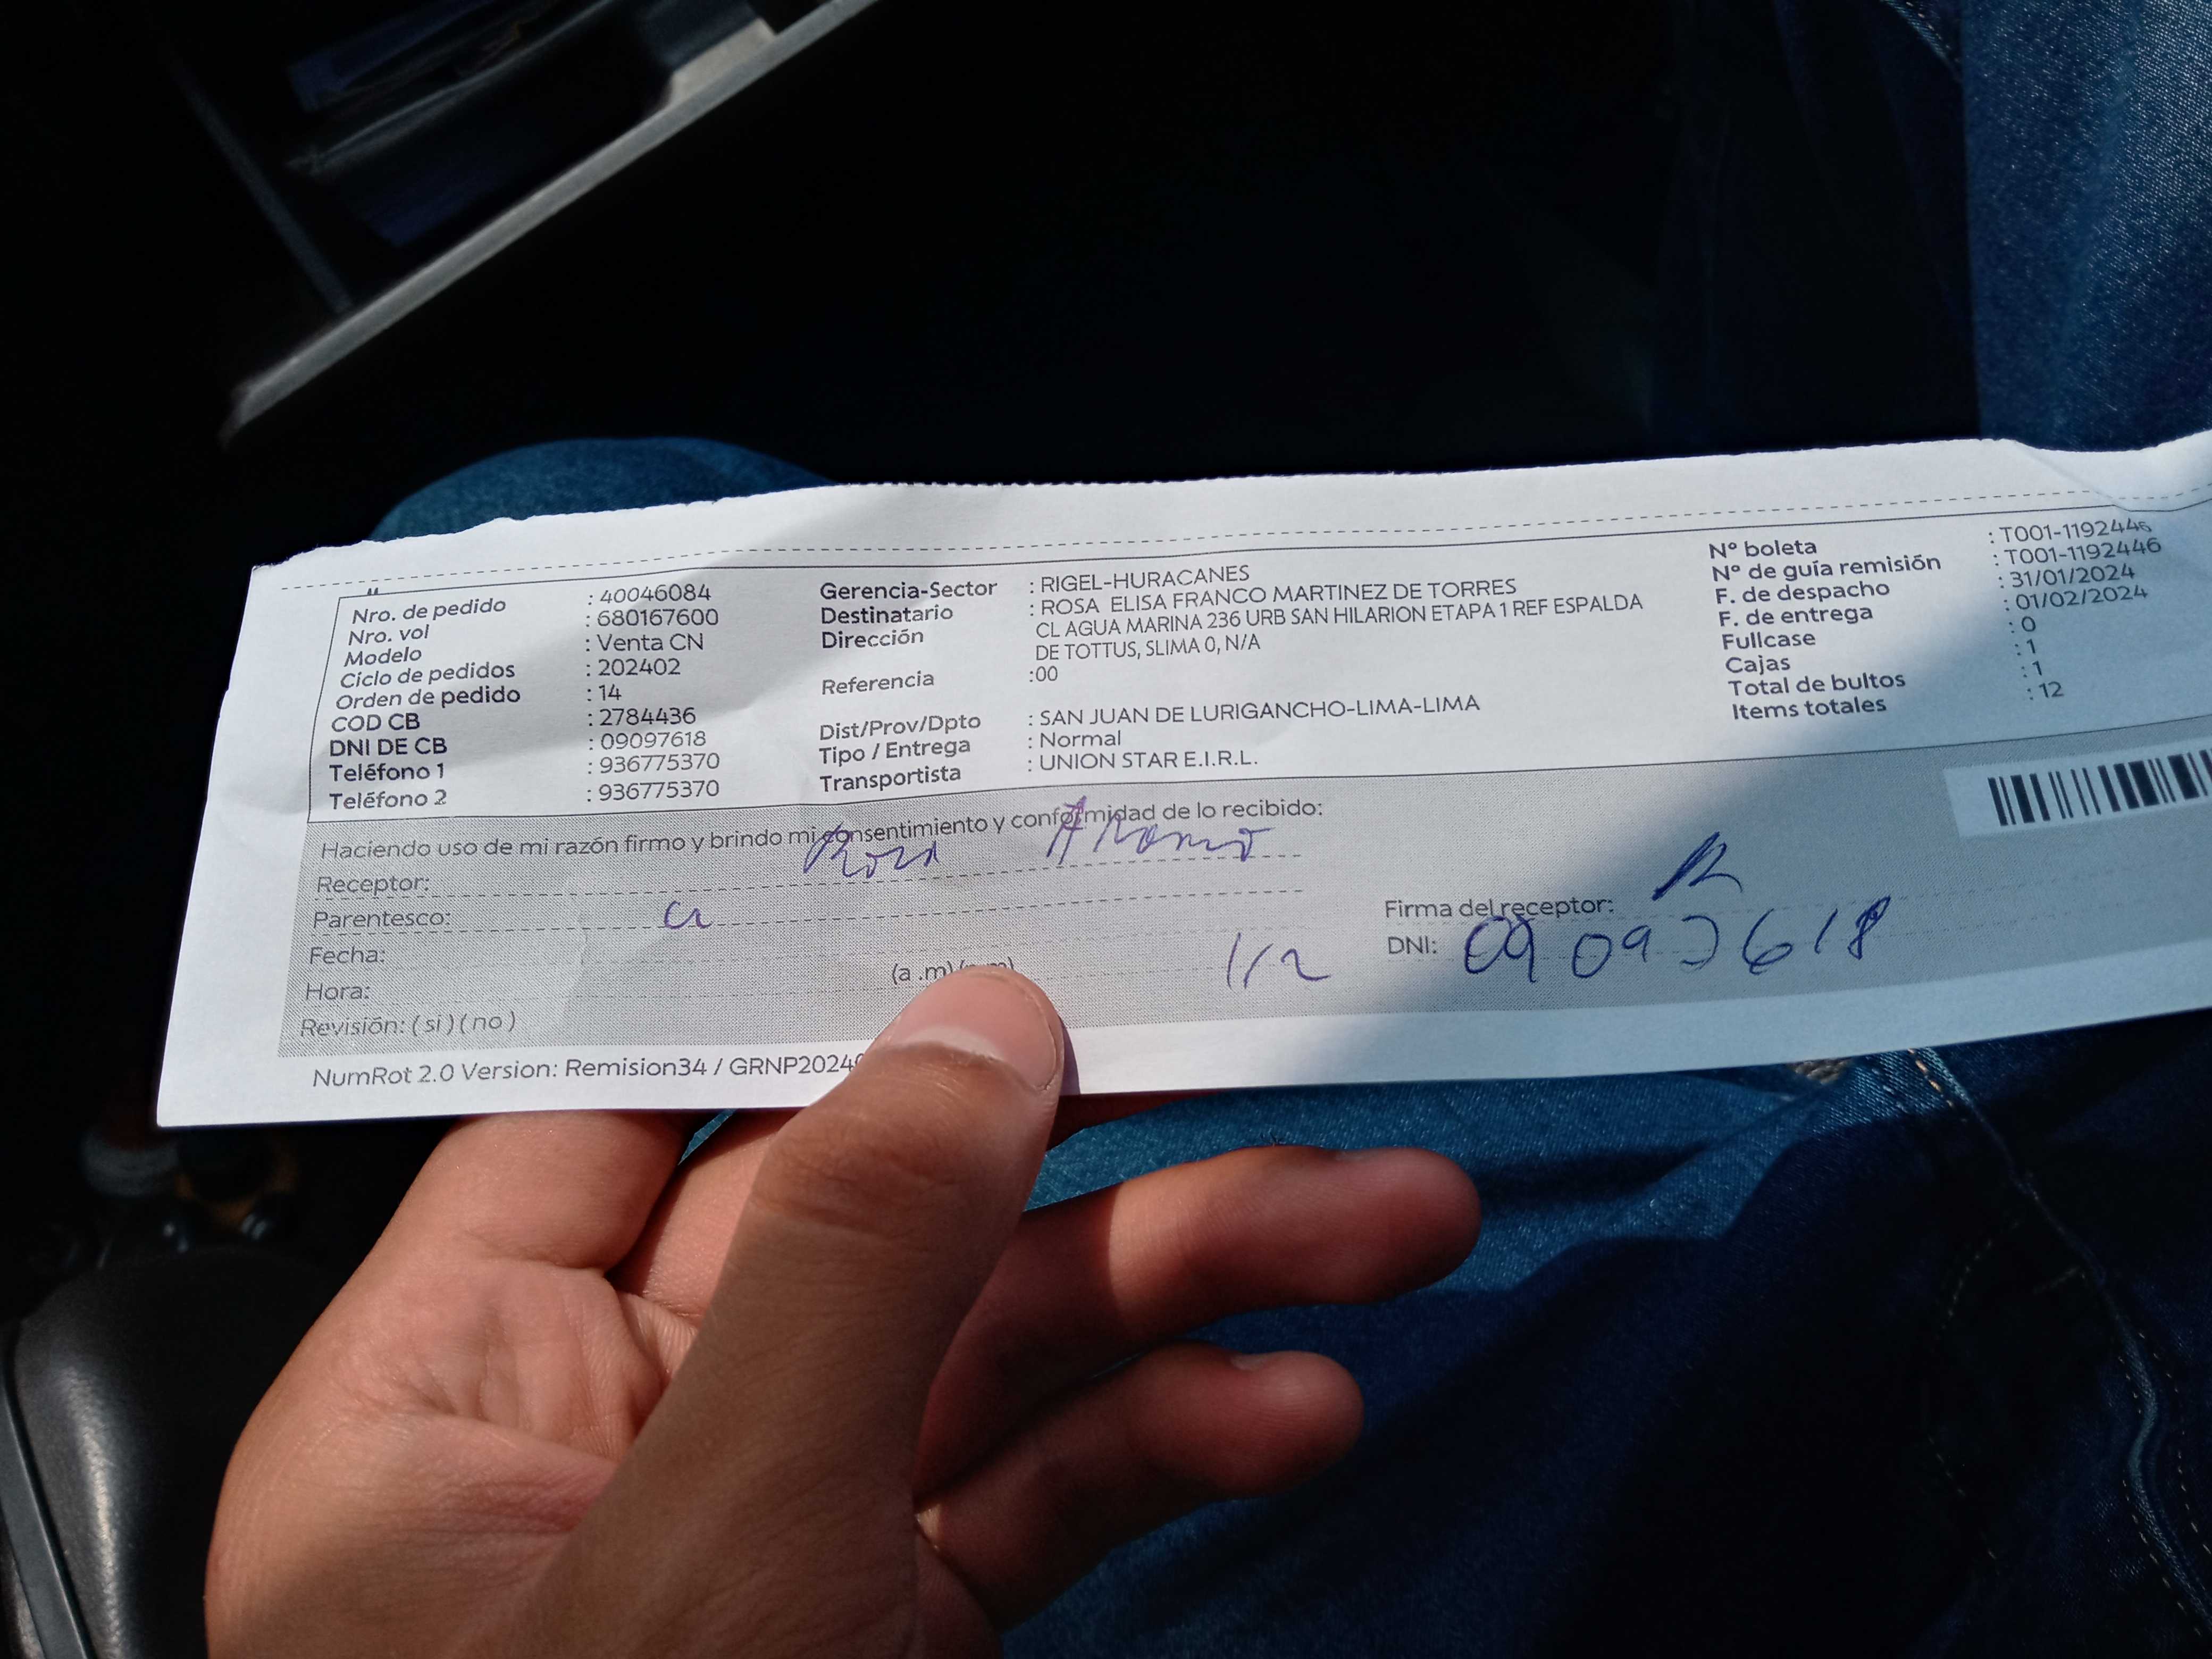 Nro. de pedido : 40046084
Nro. vol : 680167600
Modelo : Venta CN
Ciclo de pedidos : 202402
Orden de pedido : 14
COD CB : 2784436
DNI DE CB : 09097618
Teléfono 1 : 936775370
Teléfono 2 : 936775370
Gerencia-Sector : RIGEL-HURACANES
Destinatario : ROSA ELISA FRANCO MARTINEZ DE TORRES
Dirección CL AGUA MARINA 236 URB SAN HILARION ETAPA 1 REF ESPALDA
DE TOTTUS, SLIMA 0, N/A
Referencia :00
Dist/Prov/Dpto : SAN JUAN DE LURIGANCHO-LIMA-LIMA
Tipo / Entrega : Normal
Transportista : UNION STAR E.I.R.L.
Nº boleta : T001-1192446
Nº de guía remisión : T001-1192446
F. de despacho : 31/01/2024
F. de entrega : 01/02/2024
Fullcase : 0
Cajas : 1
Total de bultos : 1
Items totales : 12
Haciendo uso de mi razón firmo y brindo mi consentimiento y conformidad de lo recibido:
Receptor: Rosa
Parentesco:
Fecha: 1/2
Hora: (a .m)
Revisión: ( si ) ( no )
Firma del receptor:
DNI: 09097618
NumRot 2.0 Version: Remision34 / GRNP2024